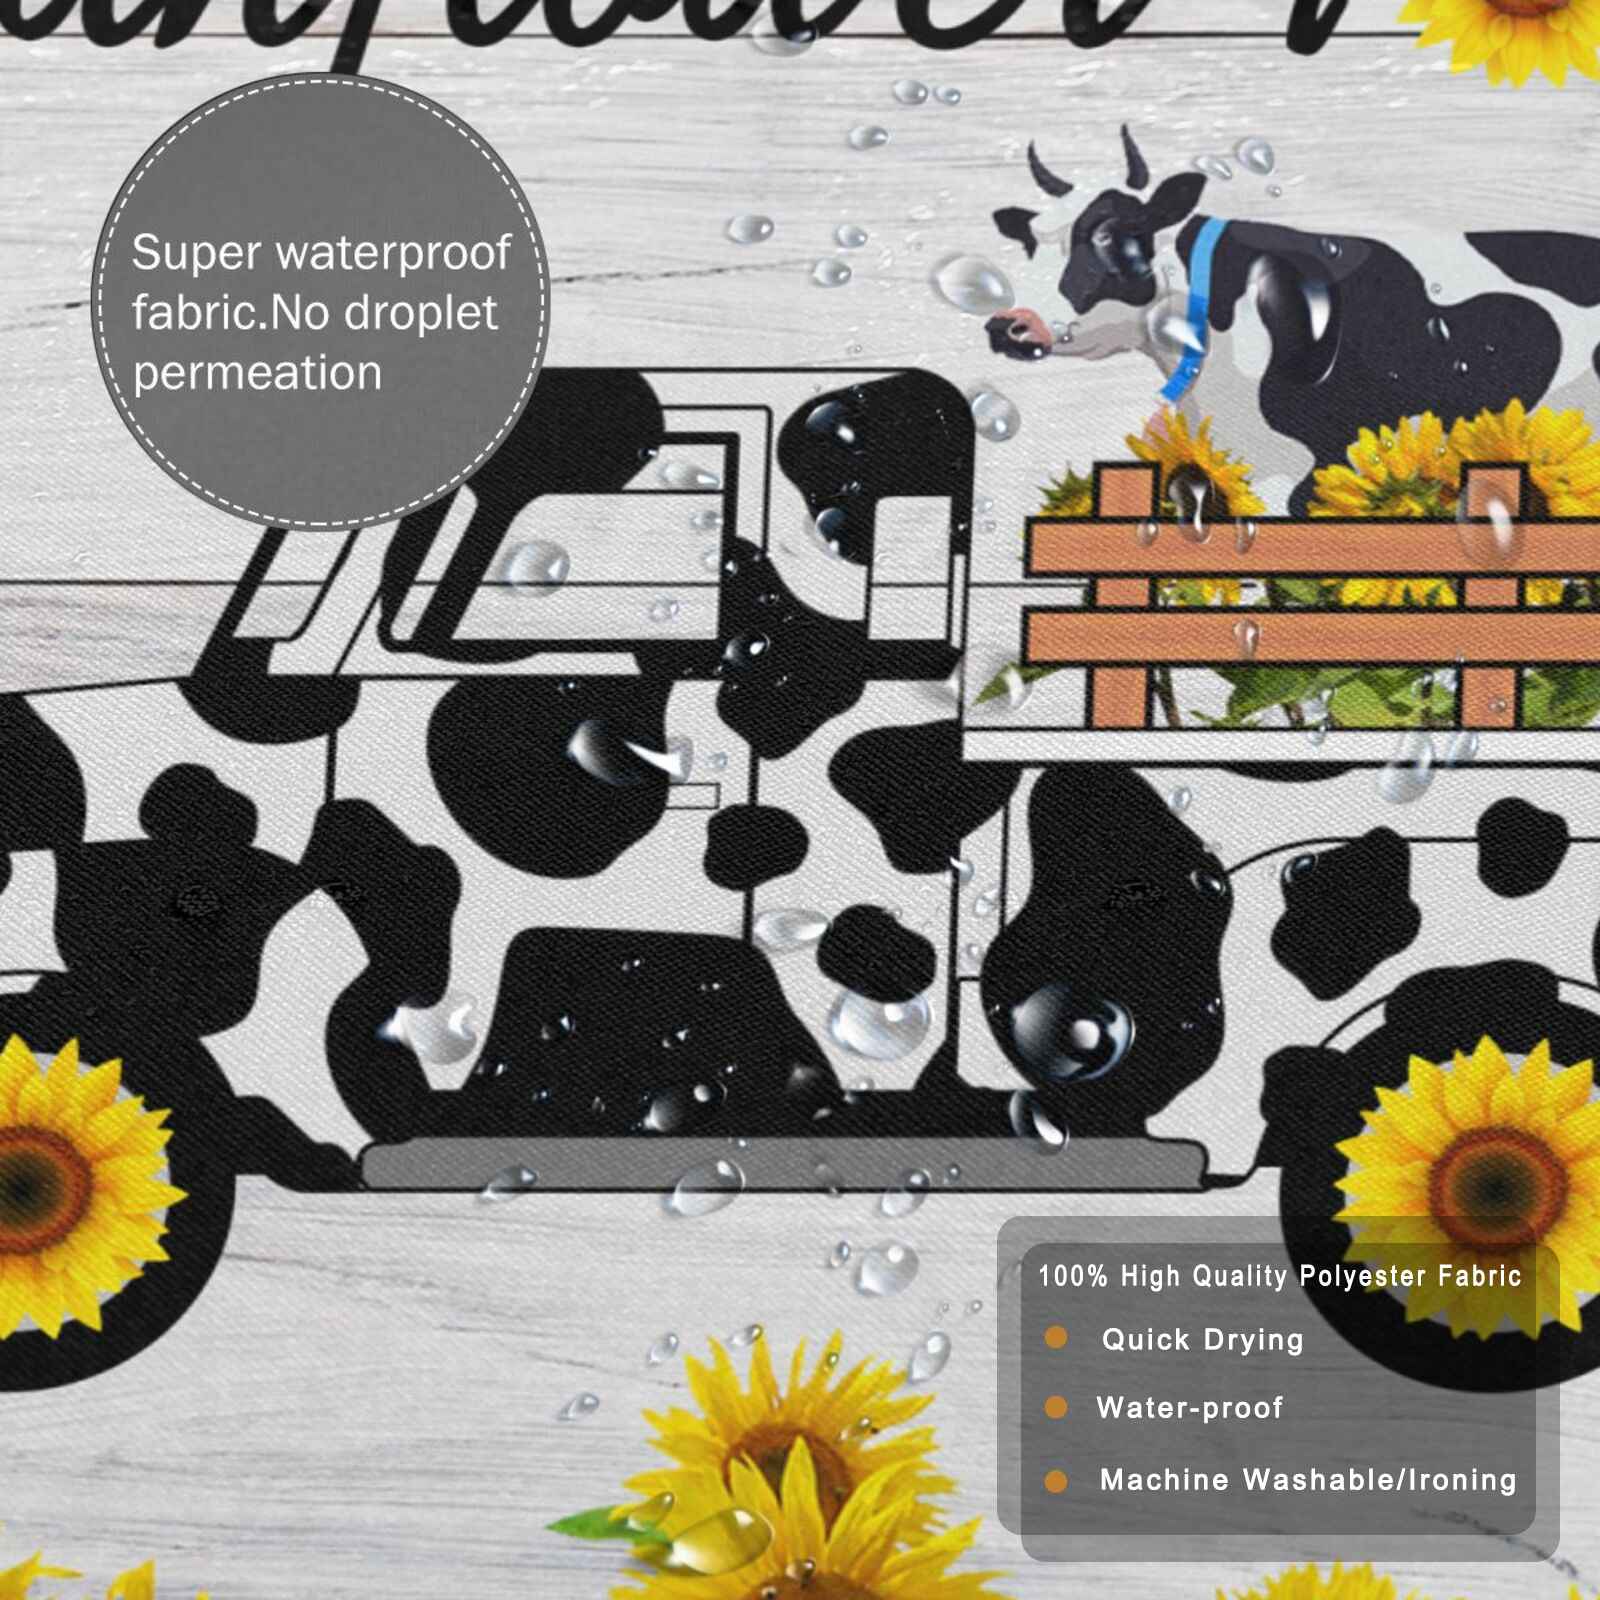 Super waterproof
fabric.No droplet
permeation
100% High Quality Polyester Fabric
Quick Drying
Water-proof
Machine Washable/Ironing